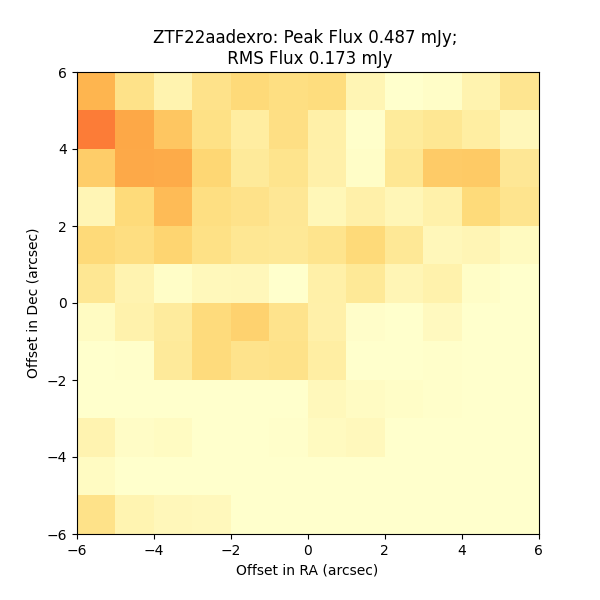 ZTF22aadexro: Peak Flux 0.487 mJy;
RMS Flux 0.173 mJy
6
4
2
0
−2
−4
−6
Offset in Dec (arcsec)
−6 −4 −2 0 2 4 6
Offset in RA (arcsec)